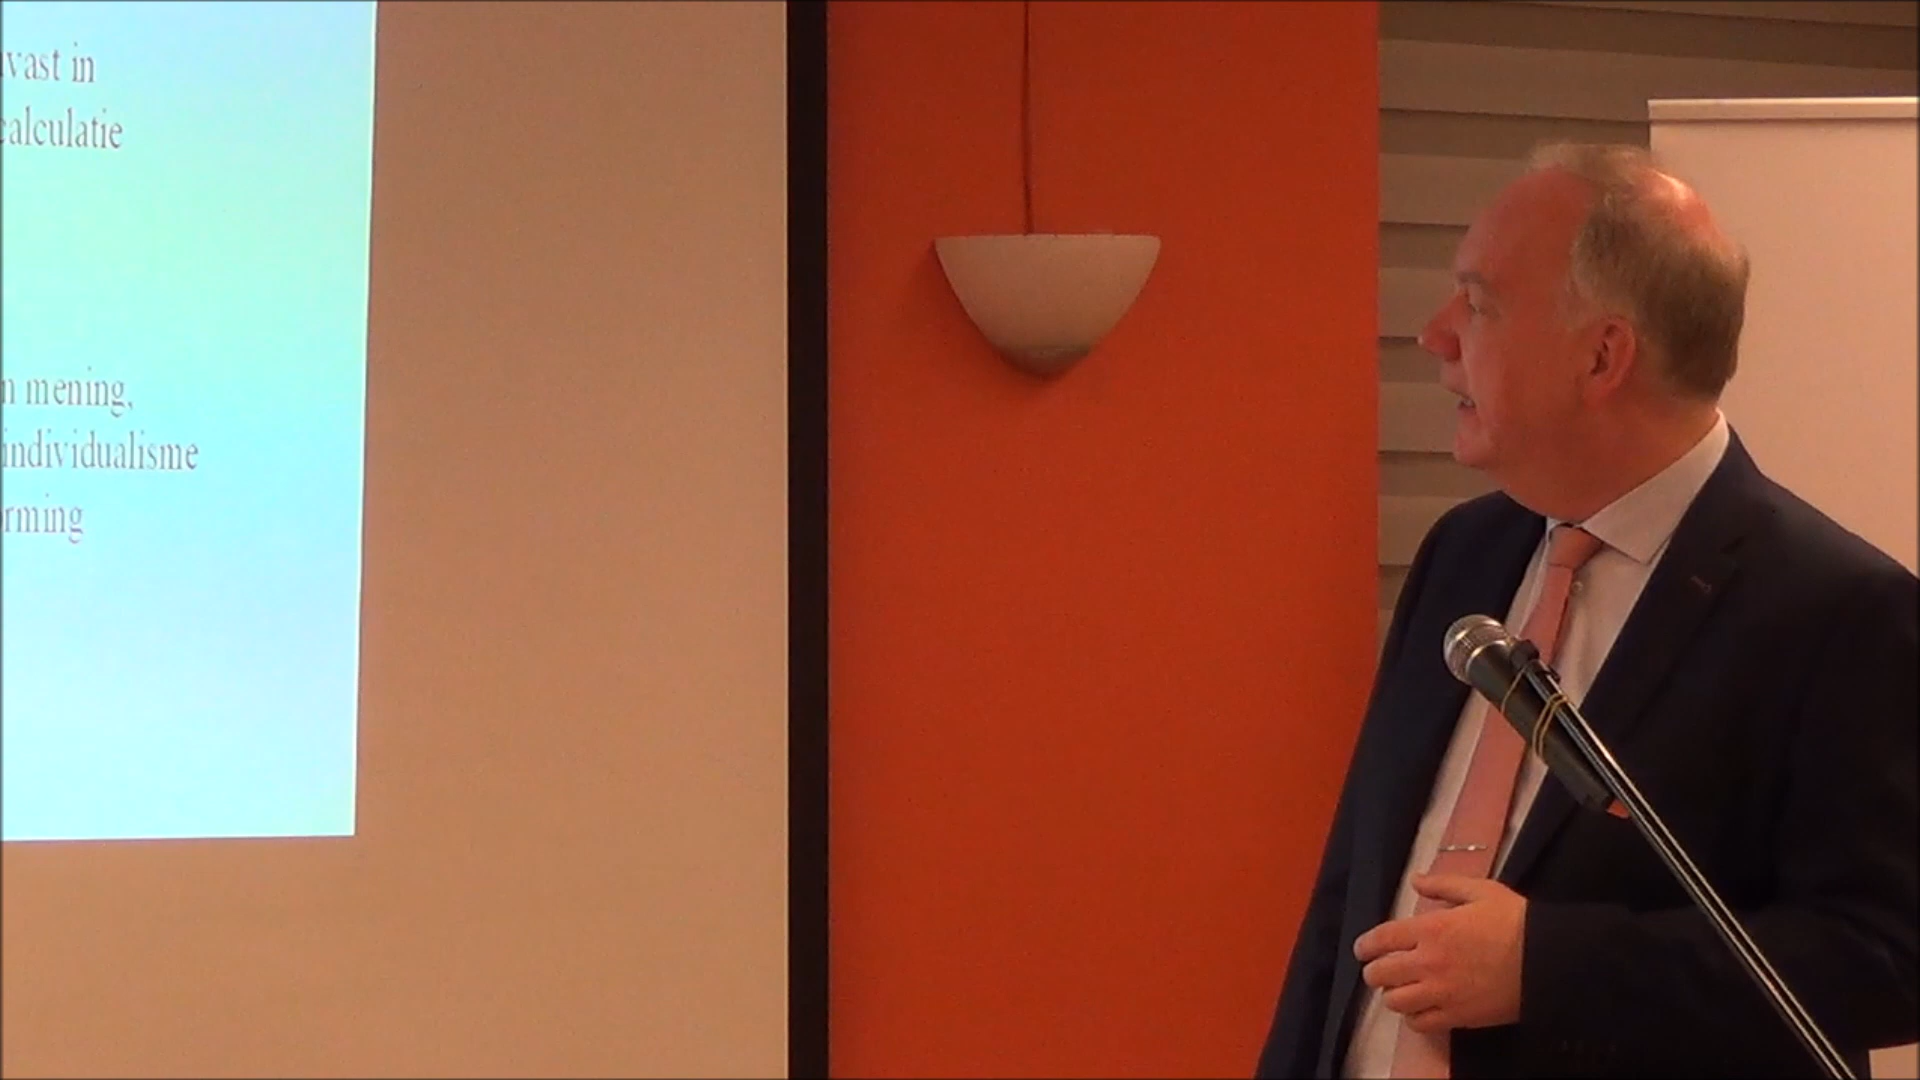 vast in
calculatie
n mening,
individualisme
rming